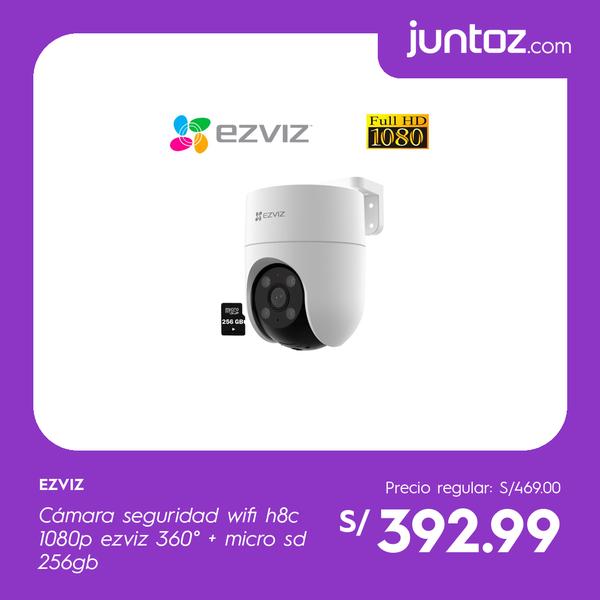 juntoz.com
ezviz
Full HD
1080
EZVIZ
micro
256 GB
EZVIZ
Cámara seguridad wifi h8c
1080p ezviz 360° + micro sd
256gb
Precio regular: S/469.00
S/392.99